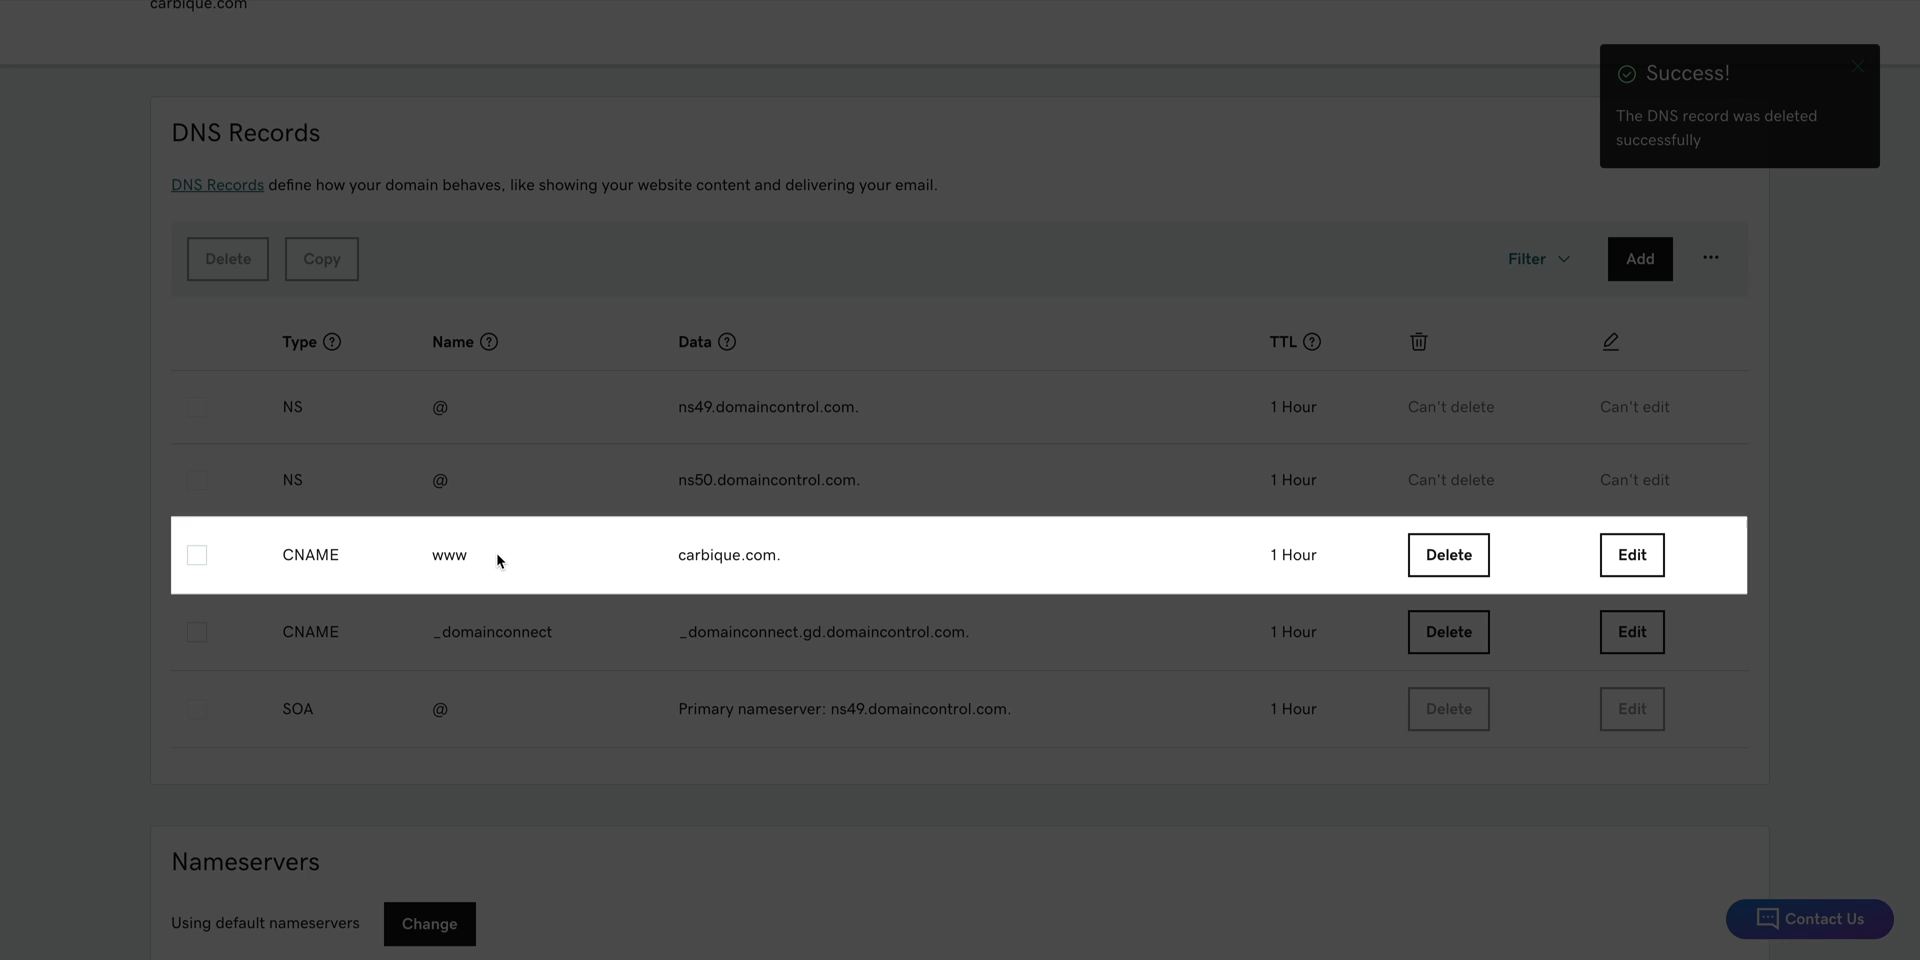 carbique.com
Success!
The DNS record was deleted
successfully
DNS Records
DNS Records define how your domain behaves, like showing your website content and delivering your email.
Delete Copy Filter Add ...
Type ? Name ? Data ? TTL ?
NS @ ns49.domaincontrol.com. 1 Hour Can't delete Can't edit
NS @ ns50.domaincontrol.com. 1 Hour Can't delete Can't edit
CNAME www carbique.com. 1 Hour Delete Edit
CNAME _domainconnect _domainconnect.gd.domaincontrol.com. 1 Hour Delete Edit
SOA @ Primary nameserver: ns49.domaincontrol.com. 1 Hour Delete Edit
Nameservers
Using default nameservers Change
Contact Us